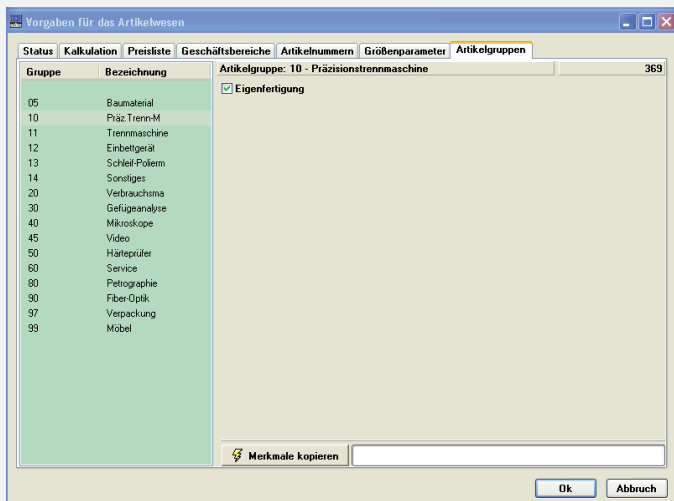 Vorgaben für das Artikelwesen
Status Kalkulation Preisliste Geschäftsbereiche Artikelnummern Größenparameter Artikelgruppen
Gruppe Bezeichnung
Artikelgruppe: 10 - Präzisionstrennmaschine 369
Eigenfertigung
05 Baumaterial
10 Präz.Trenn-M
11 Trennmaschine
12 Einbettgerät
13 Schleif-Polierm
14 Sonstiges
20 Verbrauchsma
30 Gefügeanalyse
40 Mikroskope
45 Video
50 Härteprüfer
60 Service
80 Petrographie
90 Fiber-Optik
97 Verpackung
99 Möbel
Merkmale kopieren
Ok Abbruch